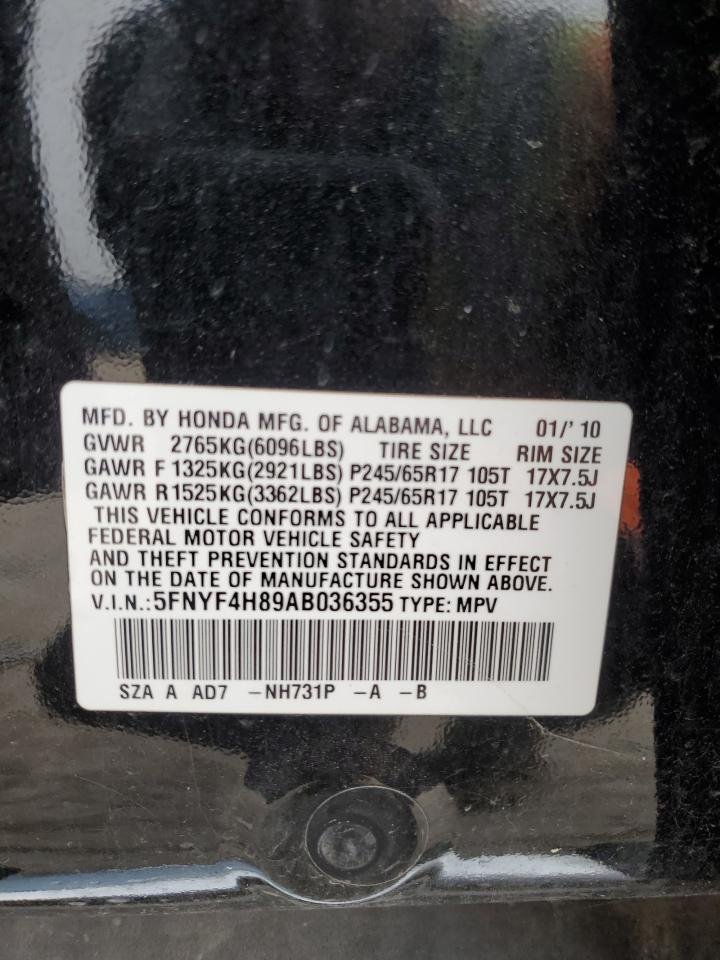 MFD. BY HONDA MFG. OF ALABAMA, LLC 01/'10
GVWR 2765KG(6096LBS) TIRE SIZE RIM SIZE
GAWR F 1325KG(2921LBS) P245/65R17 105T 17X7.5J
GAWR R1525KG(3362LBS) P245/65R17 105T 17X7.5J
THIS VEHICLE CONFORMS TO ALL APPLICABLE
FEDERAL MOTOR VEHICLE SAFETY
AND THEFT PREVENTION STANDARDS IN EFFECT
ON THE DATE OF MANUFACTURE SHOWN ABOVE.
V.I.N.:5FNYF4H89AB036355 TYPE: MPV
SZA A AD7 -NH731P -A -B